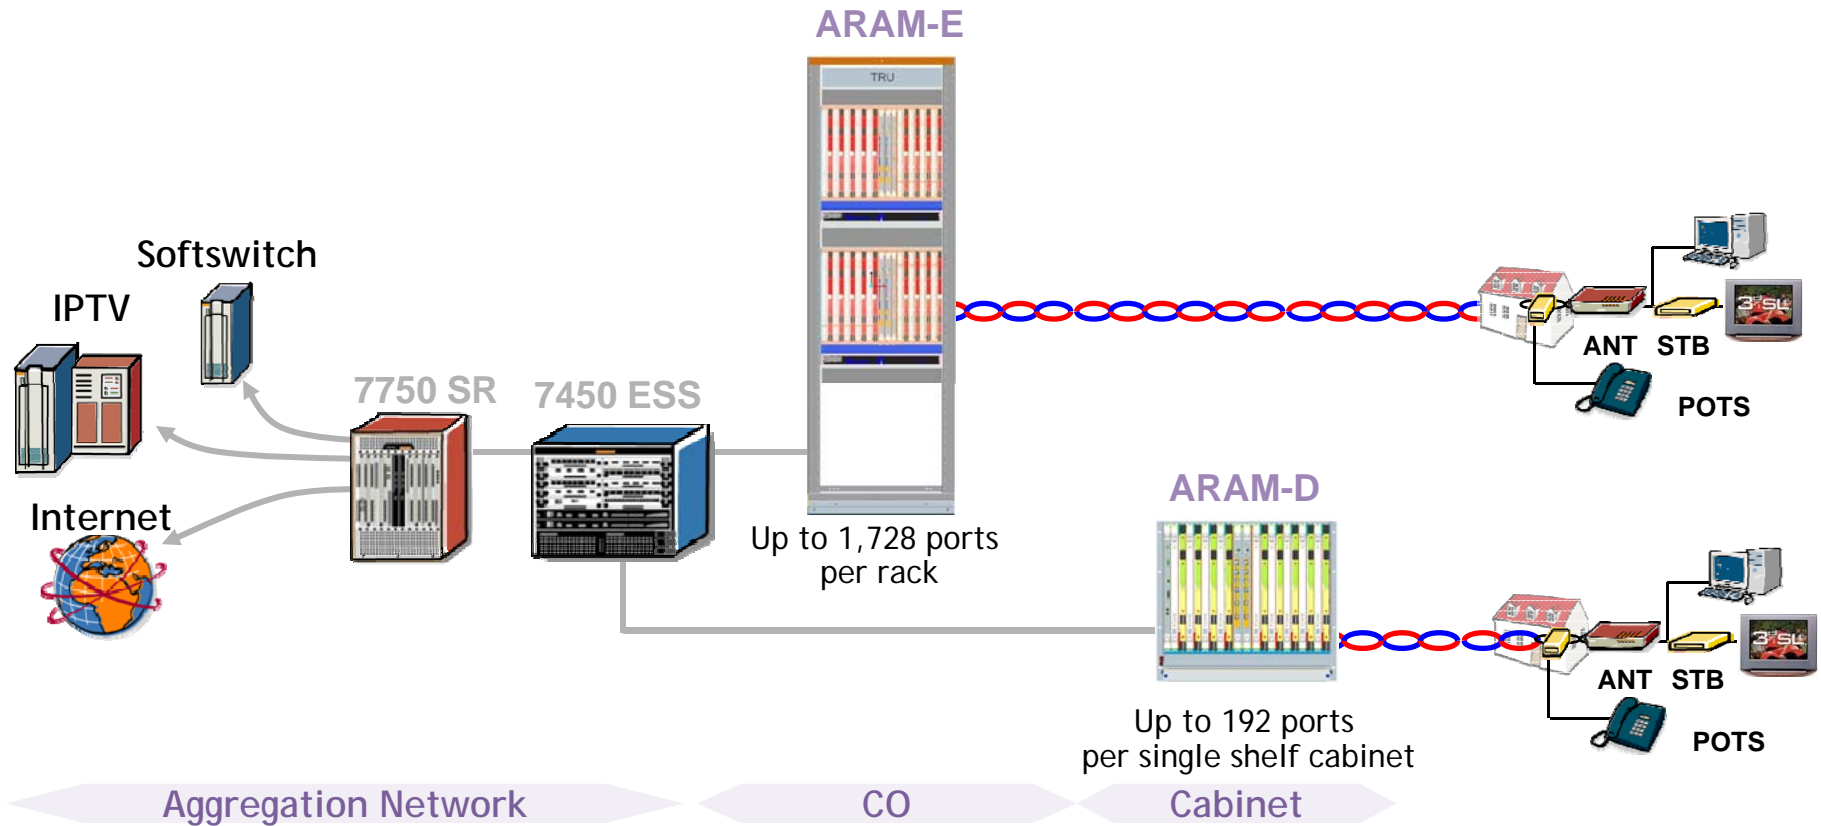 ARAM-E
TRU
Softswitch
IPTV
7750 SR
7450 ESS
Internet
Up to 1,728 ports
per rack
ANT STB
POTS
ARAM-D
Up to 192 ports
per single shelf cabinet
ANT STB
POTS
Aggregation Network
CO
Cabinet